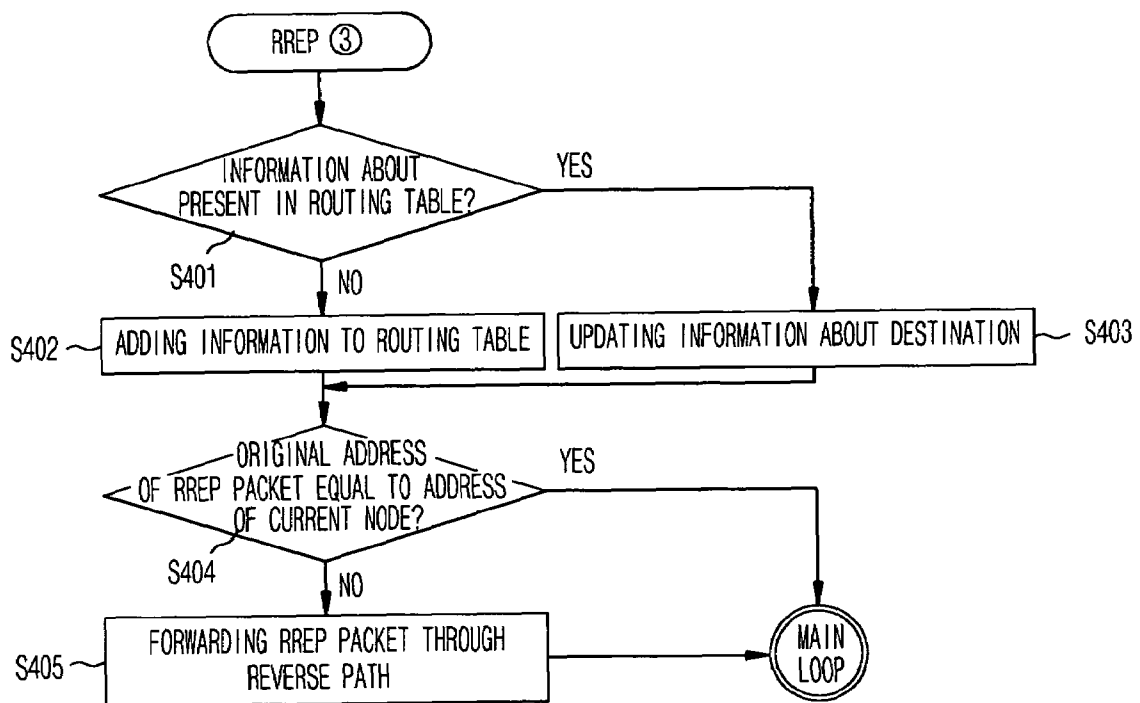 RREP ③
INFORMATION ABOUT
PRESENT IN ROUTING TABLE?
YES
S401
NO
S402
ADDING INFORMATION TO ROUTING TABLE
UPDATING INFORMATION ABOUT DESTINATION
S403
ORIGINAL ADDRESS
OF RREP PACKET EQUAL TO ADDRESS
OF CURRENT NODE?
YES
S404
NO
S405
FORWARDING RREP PACKET THROUGH
REVERSE PATH
MAIN
LOOP